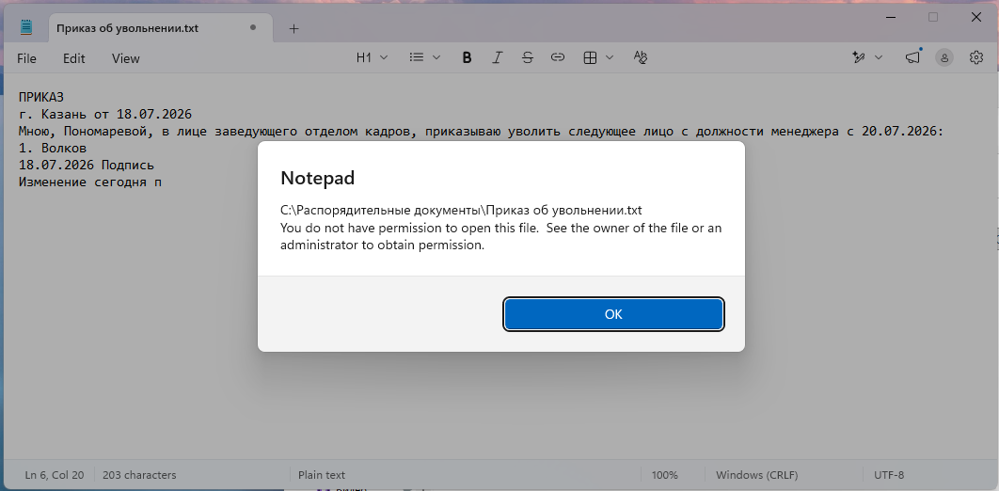 Приказ об увольнении.txt
File Edit View H1
ПРИКАЗ
г. Казань от 18.07.2026
Мною, Пономаревой, в лице заведующего отделом кадров, приказываю уволить следующее лицо с должности менеджера с 20.07.2026:
1. Волков
18.07.2026 Подпись
Изменение сегодня п
Notepad
C:\Распорядительные документы\Приказ об увольнении.txt
You do not have permission to open this file. See the owner of the file or an
administrator to obtain permission.
OK
Ln 6, Col 20 203 characters Plain text 100% Windows (CRLF) UTF-8